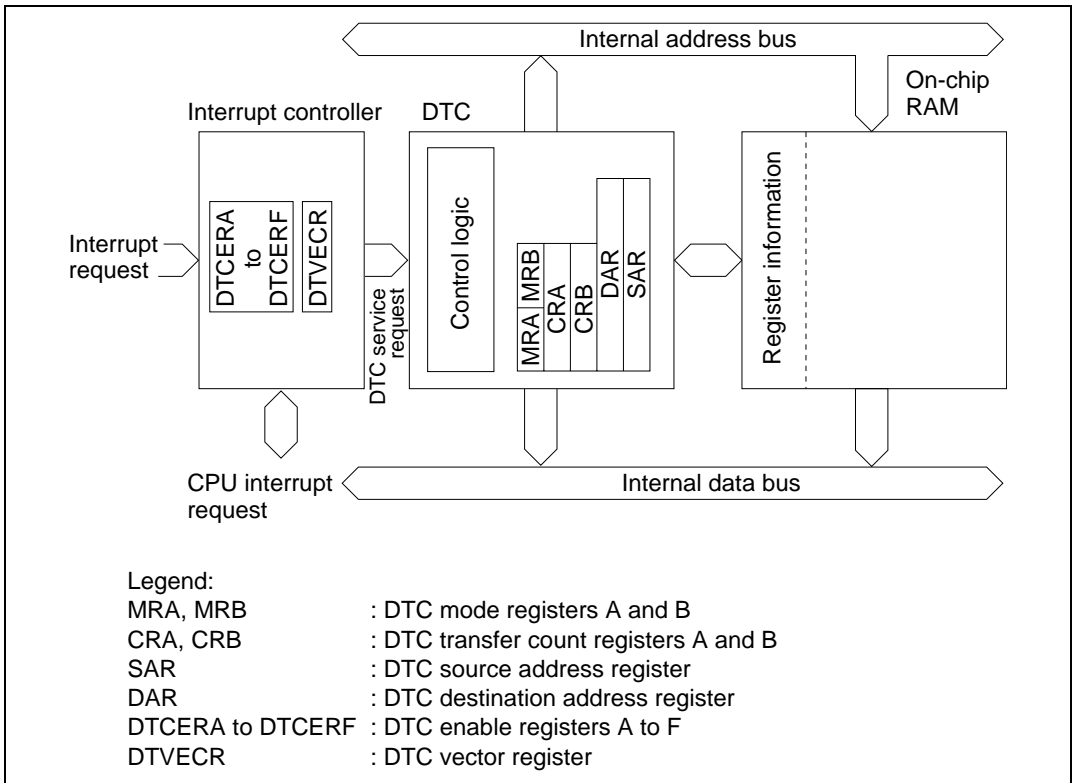 Internal address bus
On-chip
RAM
Interrupt controller
DTC
Interrupt
request
DTCERA
to
DTCERF
DTVECR
DTC service
request
Control logic
MRA MRB
CRA
CRB
DAR
SAR
Register information
CPU interrupt
request
Internal data bus
Legend:
MRA, MRB : DTC mode registers A and B
CRA, CRB : DTC transfer count registers A and B
SAR : DTC source address register
DAR : DTC destination address register
DTCERA to DTCERF : DTC enable registers A to F
DTVECR : DTC vector register